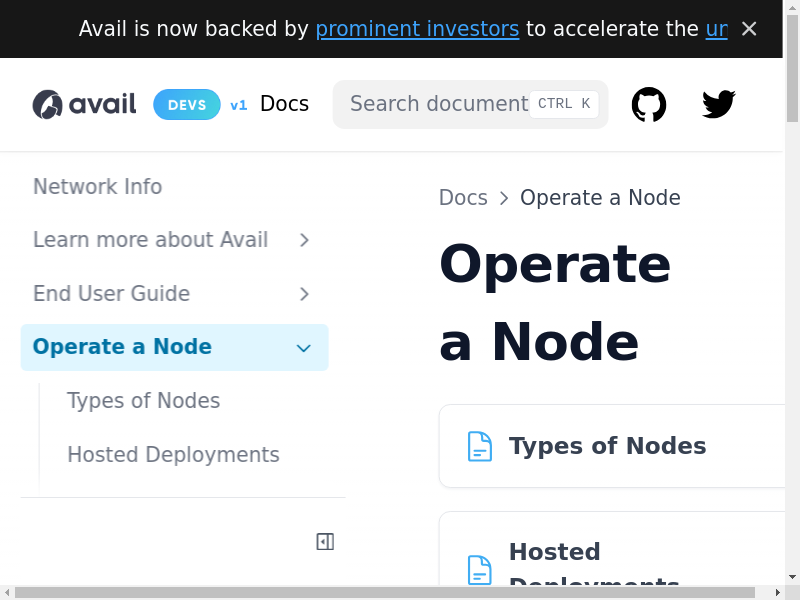 Avail is now backed by prominent investors to accelerate the ur
avail DEVS v1 Docs
Search document CTRL K
Network Info
Learn more about Avail
End User Guide
Operate a Node
Types of Nodes
Hosted Deployments
Docs > Operate a Node
Operate
a Node
Types of Nodes
Hosted
Deployments